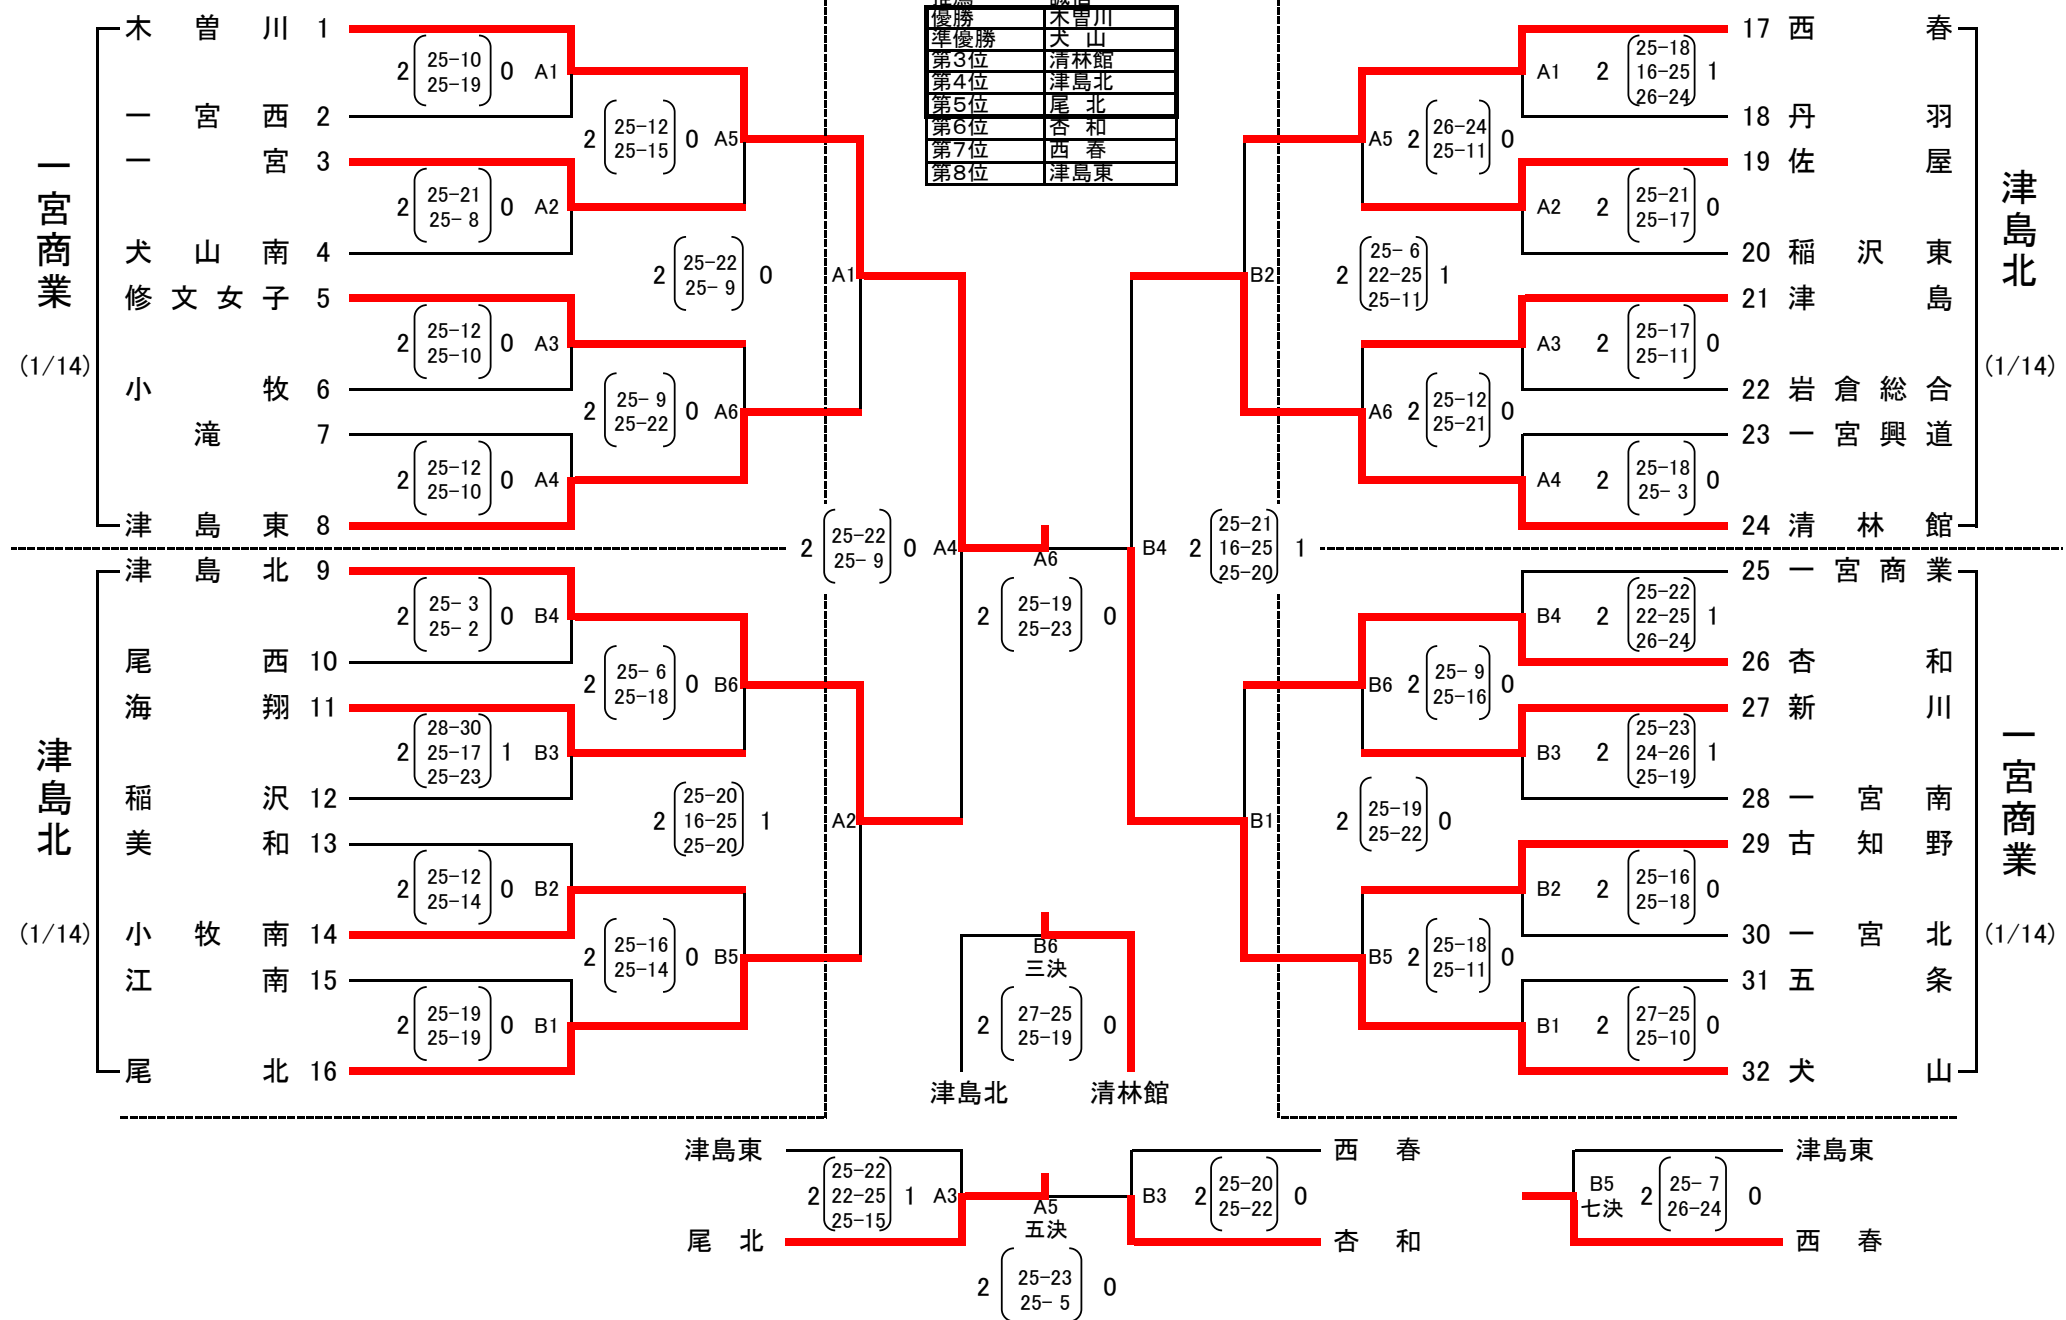 推薦 誠信
優勝 木曽川
準優勝 犬 山
第3位 清林館
第4位 津島北
第5位 尾 北
第6位 杏 和
第7位 西 春
第8位 津島東
一宮商業
(1/14)
木曽川 1
2 25-10 0 A1
25-19
一宮西 2
2 25-12 0 A5
25-15
一宮 3
2 25-21 0 A2
25- 8
犬山南 4
2 25-22 0 A1
25- 9
修文女子 5
2 25-12 0 A3
25-10
小牧 6
2 25- 9 0 A6
25-22
滝 7
2 25-12 0 A4
25-10
津島東 8
2 25-22 0 A4
25- 9
津島北
(1/14)
津島北 9
2 25- 3 0 B4
25- 2
尾西 10
2 25- 6 0 B6
25-18
海翔 11
2 28-30 1 B3
25-17
25-23
稲沢 12
2 25-20 1 A2
16-25
25-20
美和 13
2 25-12 0 B2
25-14
小牧南 14
2 25-16 0 B5
25-14
江南 15
2 25-19 0 B1
25-19
尾北 16
A6
2 25-19 0
25-23
津島北
(1/14)
17 西春
A1 2 25-18 1
16-25
26-24
18 丹羽
A5 2 26-24 0
25-11
19 佐屋
A2 2 25-21 0
25-17
20 稲沢東
B2 2 25- 6 1
22-25
25-11
21 津島
A3 2 25-17 0
25-11
22 岩倉総合
A6 2 25-12 0
25-21
23 一宮興道
A4 2 25-18 0
25- 3
24 清林館
B4 2 25-21 1
16-25
25-20
一宮商業
(1/14)
25 一宮商業
B4 2 25-22 1
22-25
26-24
26 杏和
B6 2 25- 9 0
25-16
27 新川
B3 2 25-23 1
24-26
25-19
28 一宮南
B1 2 25-19 0
25-22
29 古知野
B2 2 25-16 0
25-18
30 一宮北
B5 2 25-18 0
25-11
31 五条
B1 2 27-25 0
25-10
32 犬山
B6
三決
2 27-25 0
25-19
津島北 清林館
津島東
2 25-22 1 A3
22-25
25-15
尾北
A5
五決
2 25-23 0
25- 5
西春
B3 2 25-20 0
25-22
杏和
津島東
B5 2 25- 7 0
七決 26-24
西春